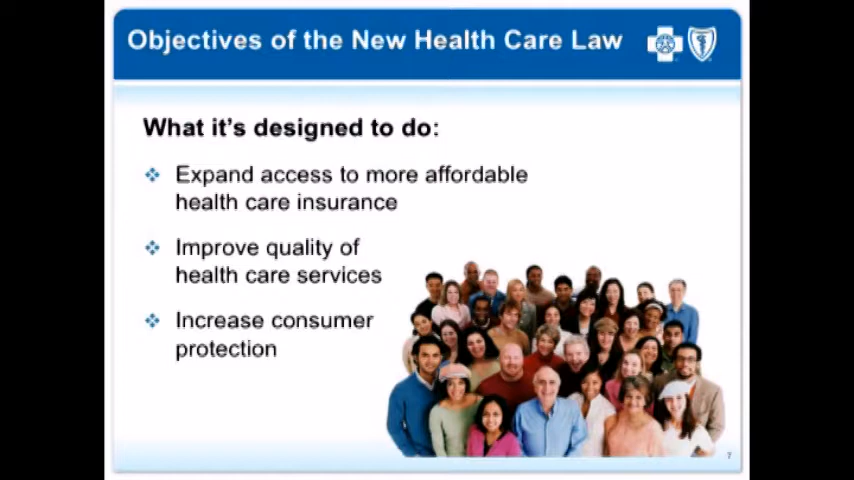 Objectives of the New Health Care Law
What it's designed to do:
Expand access to more affordable
health care insurance
Improve quality of
health care services
Increase consumer
protection
7